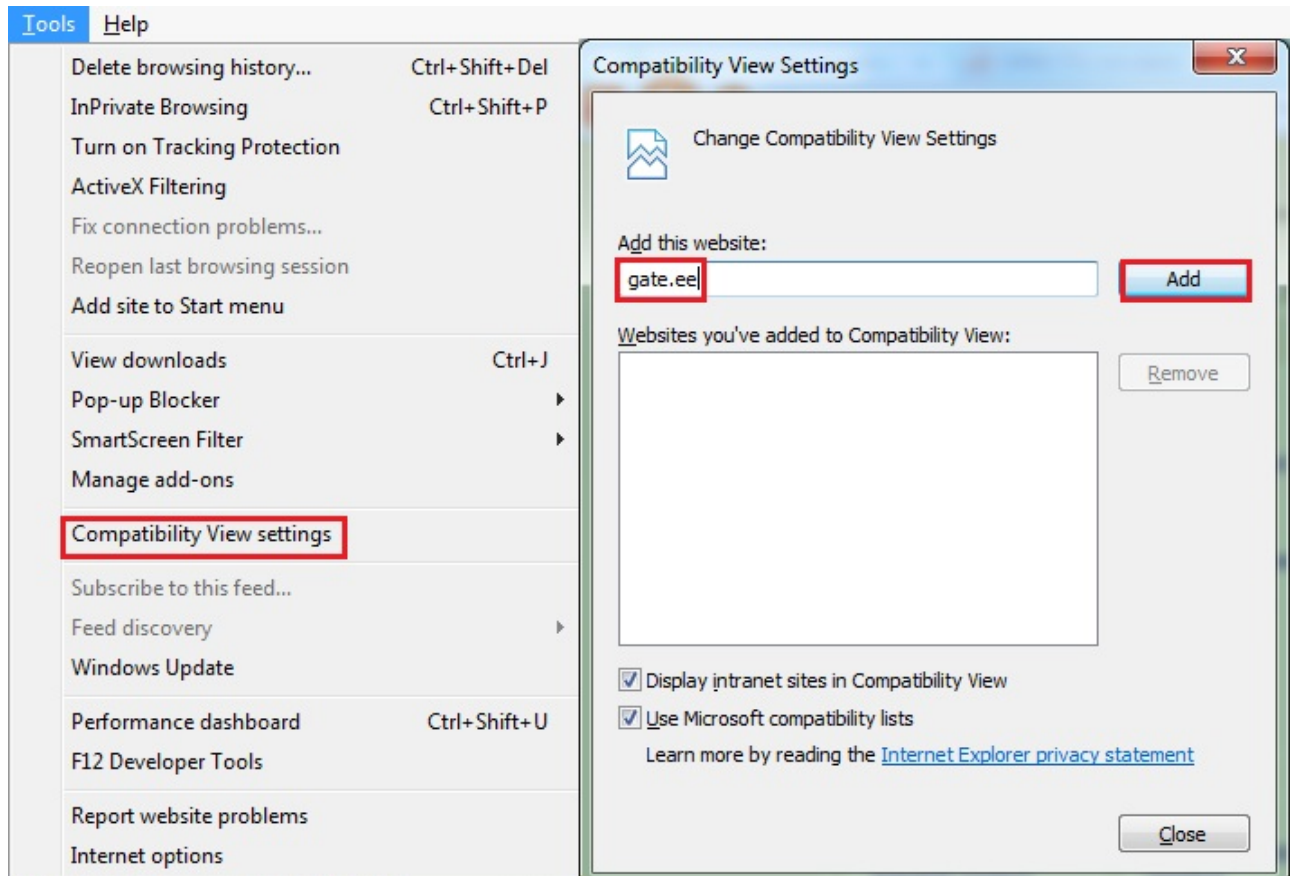 Tools Help
Delete browsing history... Ctrl+Shift+Del
InPrivate Browsing Ctrl+Shift+P
Turn on Tracking Protection
ActiveX Filtering
Fix connection problems...
Reopen last browsing session
Add site to Start menu
View downloads Ctrl+J
Pop-up Blocker
SmartScreen Filter
Manage add-ons
Compatibility View settings
Subscribe to this feed...
Feed discovery
Windows Update
Performance dashboard Ctrl+Shift+U
F12 Developer Tools
Report website problems
Internet options
Compatibility View Settings
Change Compatibility View Settings
Add this website:
gate.ee
Add
Websites you've added to Compatibility View:
Remove
Display intranet sites in Compatibility View
Use Microsoft compatibility lists
Learn more by reading the Internet Explorer privacy statement
Close